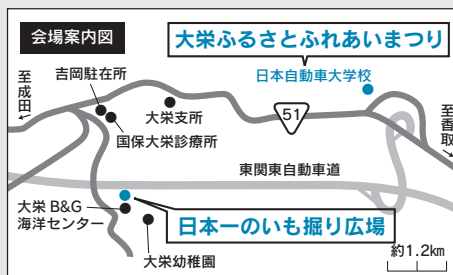 会場案内図
大栄ふるさとふれあいまつり
日本自動車大学校
至成田←
吉岡駐在所
大栄支所
国保大栄診療所
51
至香取→
東関東自動車道
大栄 B&G
海洋センター
日本一のいも掘り広場
大栄幼稚園
約1.2km